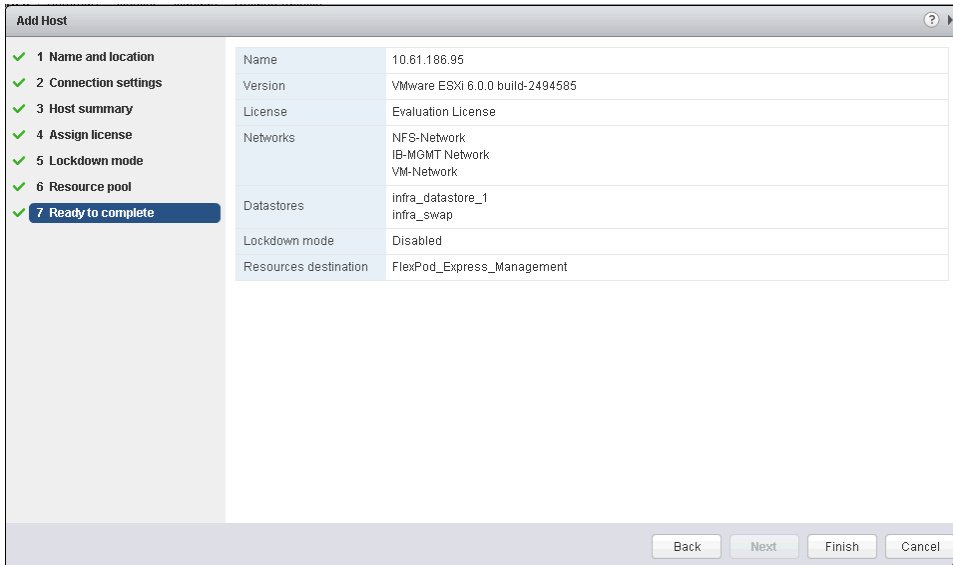 Add Host
?
1 Name and location
2 Connection settings
3 Host summary
4 Assign license
5 Lockdown mode
6 Resource pool
7 Ready to complete
Name 10.61.186.95
Version VMware ESXi 6.0.0 build-2494585
License Evaluation License
Networks NFS-Network
IB-MGMT Network
VM-Network
Datastores infra_datastore_1
infra_swap
Lockdown mode Disabled
Resources destination FlexPod_Express_Management
Back Next Finish Cancel